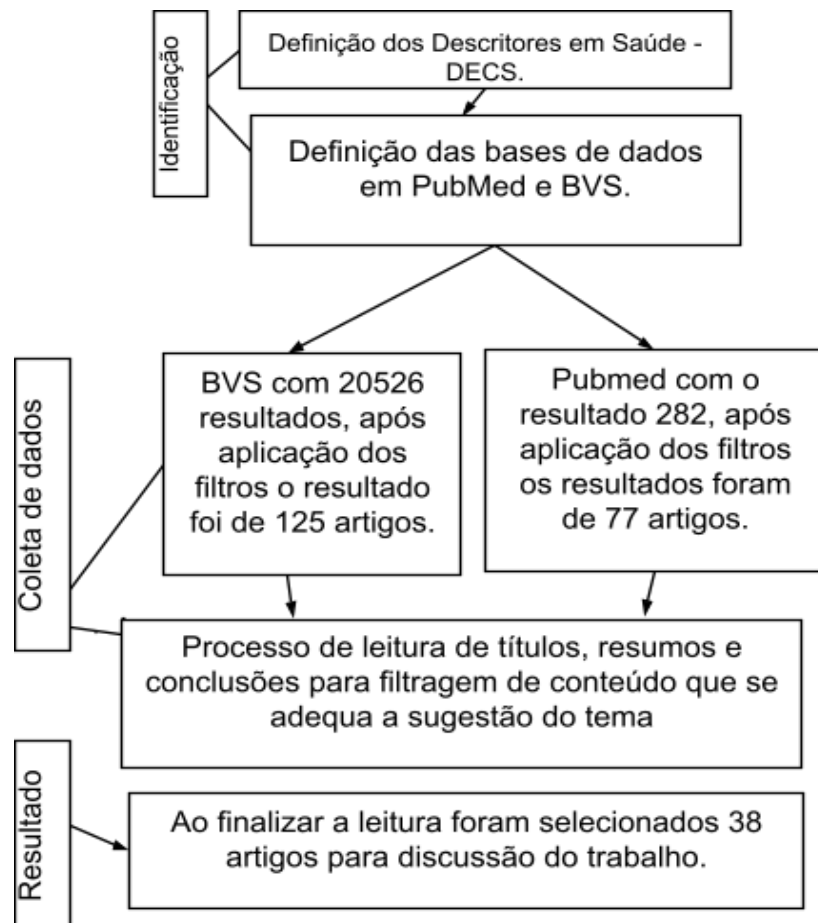 Identificação
Definição dos Descritores em Saúde -
DECS.
Definição das bases de dados
em PubMed e BVS.
Coleta de dados
BVS com 20526
resultados, após
aplicação dos
filtros o resultado
foi de 125 artigos.
Pubmed com o
resultado 282, após
aplicação dos filtros
os resultados foram
de 77 artigos.
Processo de leitura de títulos, resumos e
conclusões para filtragem de conteúdo que se
adequa a sugestão do tema
Resultado
Ao finalizar a leitura foram selecionados 38
artigos para discussão do trabalho.